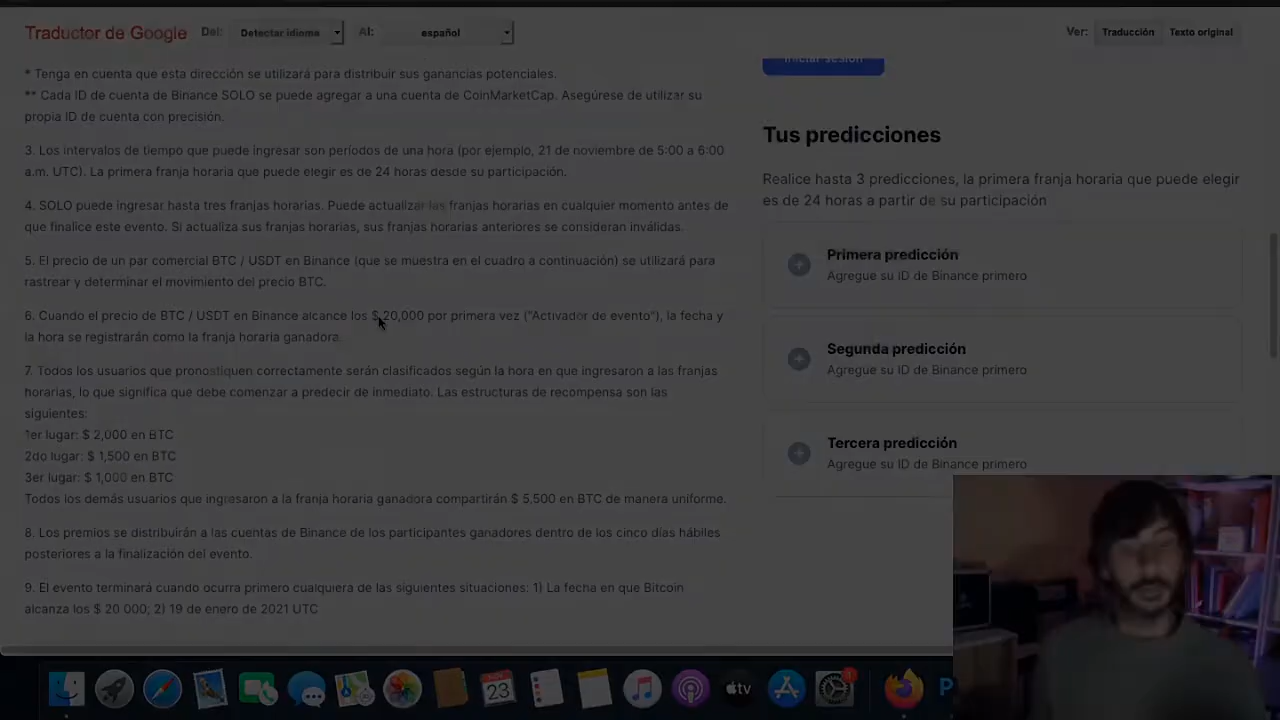 Traductor de Google
Del:
Detectar idioma
Al:
español
Ver:
Traducción
Texto original
* Tenga en cuenta que esta dirección se utilizará para distribuir sus ganancias potenciales.
** Cada ID de cuenta de Binance SOLO se puede agregar a una cuenta de CoinMarketCap. Asegúrese de utilizar su
propia ID de cuenta con precisión.
3. Los intervalos de tiempo que puede ingresar son períodos de una hora (por ejemplo, 21 de noviembre de 5:00 a 6:00
a.m. UTC). La primera franja horaria que puede elegir es de 24 horas desde su participación.
4. SOLO puede ingresar hasta tres franjas horarias. Puede actualizar las franjas horarias en cualquier momento antes de
que finalice este evento. Si actualiza sus franjas horarias, sus franjas horarias anteriores se consideran inválidas.
5. El precio de un par comercial BTC / USDT en Binance (que se muestra en el cuadro a continuación) se utilizará para
rastrear y determinar el movimiento del precio BTC.
6. Cuando el precio de BTC / USDT en Binance alcance los $ 20,000 por primera vez ("Activador de evento"), la fecha y
la hora se registrarán como la franja horaria ganadora.
7. Todos los usuarios que pronostiquen correctamente serán clasificados según la hora en que ingresaron a las franjas
horarias, lo que significa que debe comenzar a predecir de inmediato. Las estructuras de recompensa son las
siguientes:
1er lugar: $ 2,000 en BTC
2do lugar: $ 1,500 en BTC
3er lugar: $ 1,000 en BTC
Todos los demás usuarios que ingresaron a la franja horaria ganadora compartirán $ 5,500 en BTC de manera uniforme.
8. Los premios se distribuirán a las cuentas de Binance de los participantes ganadores dentro de los cinco días hábiles
posteriores a la finalización del evento.
9. El evento terminará cuando ocurra primero cualquiera de las siguientes situaciones: 1) La fecha en que Bitcoin
alcanza los $ 20 000; 2) 19 de enero de 2021 UTC
Iniciar sesión
Tus predicciones
Realice hasta 3 predicciones, la primera franja horaria que puede elegir
es de 24 horas a partir de su participación
Primera predicción
Agregue su ID de Binance primero
Segunda predicción
Agregue su ID de Binance primero
Tercera predicción
Agregue su ID de Binance primero
23
tv
1
P